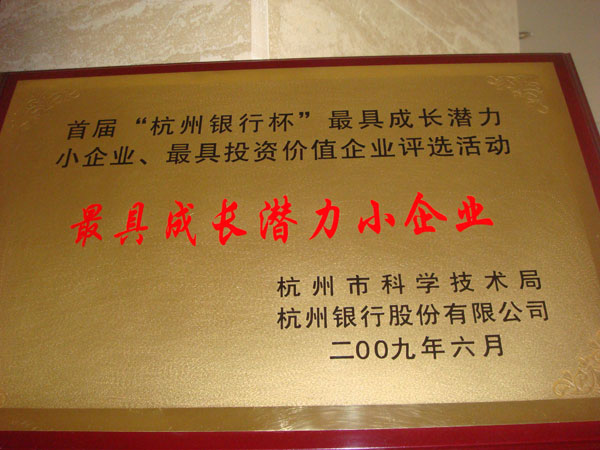 首届“杭州银行杯”最具成长潜力
小企业、最具投资价值企业评选活动
最具成长潜力小企业
杭州市科学技术局
杭州银行股份有限公司
二00九年六月